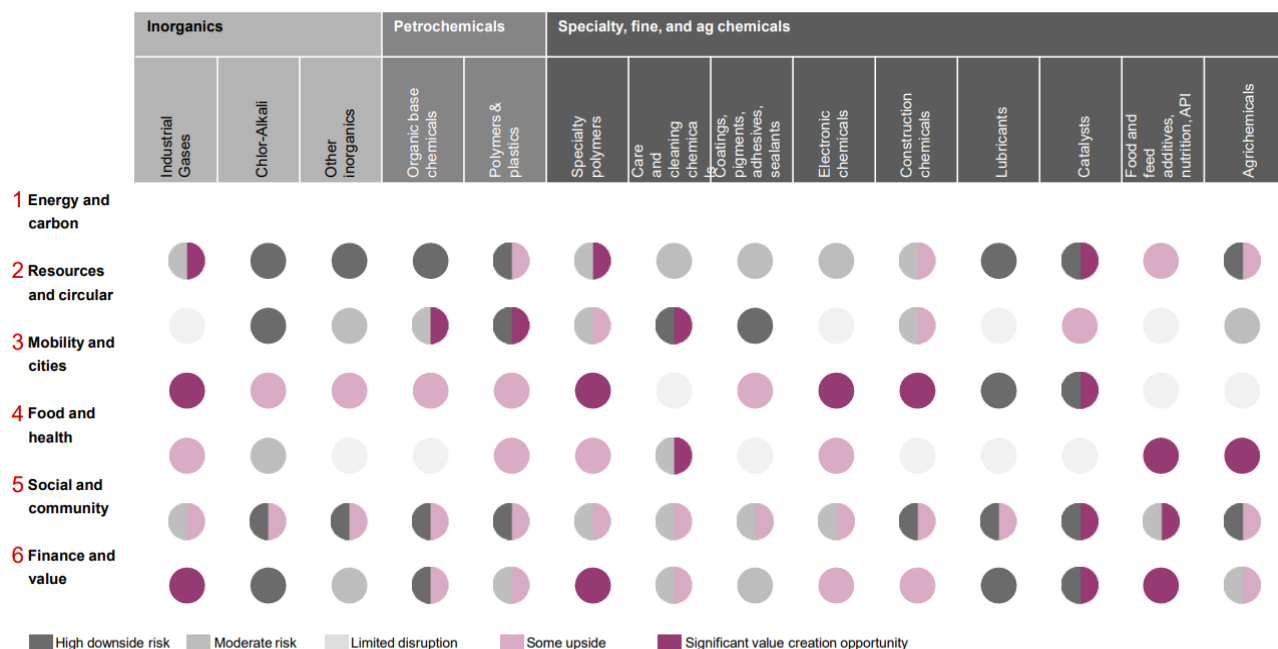 Inorganics
Petrochemicals
Specialty, fine, and ag chemicals
Industrial
Gases
Chlor-Alkali
Other
inorganics
Organic base
chemicals
Polymers &
plastics
Specialty
polymers
Care
and
cleaning
chemica
ls
Coatings,
pigments,
adhesives,
sealants
Electronic
chemicals
Construction
chemicals
Lubricants
Catalysts
Food and
feed
additives,
nutrition, API
Agrichemicals
1 Energy and
carbon
2 Resources
and circular
3 Mobility and
cities
4 Food and
health
5 Social and
community
6 Finance and
value
High downside risk
Moderate risk
Limited disruption
Some upside
Significant value creation opportunity